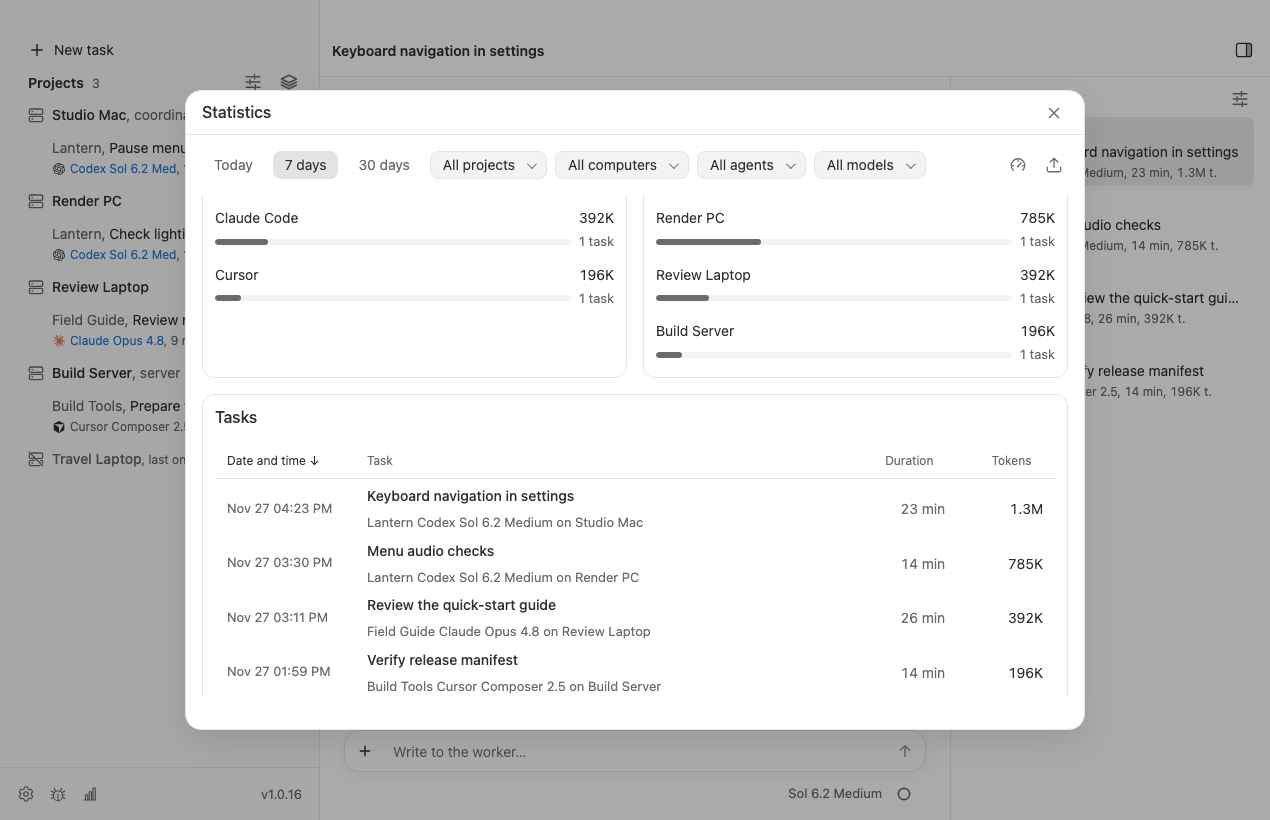 New task
Keyboard navigation in settings
Projects 3
Studio Mac, coordina
Lantern, Pause menu
Codex Sol 6.2 Med,
Render PC
Lantern, Check lighti
Codex Sol 6.2 Med,
Review Laptop
Field Guide, Review
Claude Opus 4.8, 9
Build Server, server
Build Tools, Prepare
Cursor Composer 2.5
Travel Laptop, last on
v1.0.16
Statistics
Today
7 days
30 days
All projects
All computers
All agents
All models
Claude Code 392K
1 task
Cursor 196K
1 task
Render PC 785K
1 task
Review Laptop 392K
1 task
Build Server 196K
1 task
Tasks
Date and time ↓ Task Duration Tokens
Nov 27 04:23 PM Keyboard navigation in settings 23 min 1.3M
Lantern Codex Sol 6.2 Medium on Studio Mac
Nov 27 03:30 PM Menu audio checks 14 min 785K
Lantern Codex Sol 6.2 Medium on Render PC
Nov 27 03:11 PM Review the quick-start guide 26 min 392K
Field Guide Claude Opus 4.8 on Review Laptop
Nov 27 01:59 PM Verify release manifest 14 min 196K
Build Tools Cursor Composer 2.5 on Build Server
rd navigation in settings
Medium, 23 min, 1.3M t.
udio checks
Medium, 14 min, 785K t.
iew the quick-start gui...
8, 26 min, 392K t.
fy release manifest
er 2.5, 14 min, 196K t.
Write to the worker...
Sol 6.2 Medium